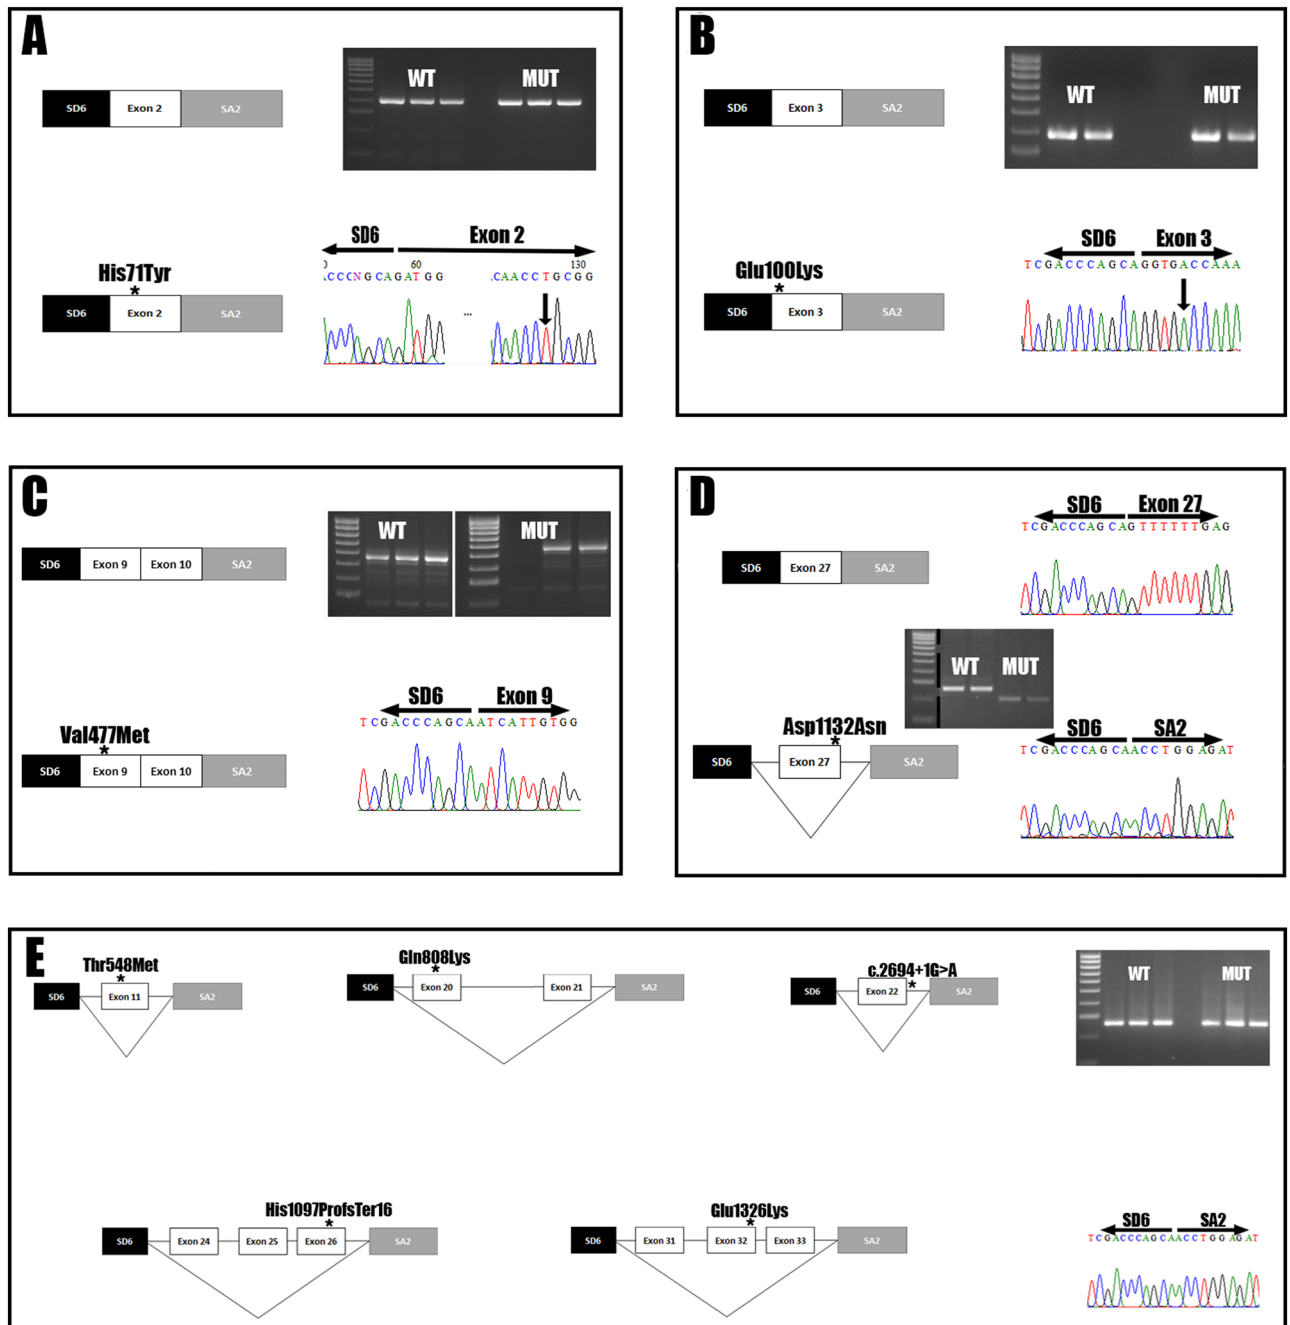 A
WT MUT
SD6 Exon 2 SA2
SD6 Exon 2
60 130
CCCNGCAGATGG CAACCTGCGG
...
His71Tyr
*
SD6 Exon 2 SA2
B
WT MUT
SD6 Exon 3 SA2
SD6 Exon 3
TCGACCCAGCAGGTGACCAAA
Glu100Lys
*
SD6 Exon 3 SA2
C
WT MUT
SD6 Exon 9 Exon 10 SA2
SD6 Exon 9
TCGACCCAGCAATCATTGTGG
Val477Met
*
SD6 Exon 9 Exon 10 SA2
D
SD6 Exon 27
TCGACCCAGCAGTTTTTTGAG
SD6 Exon 27 SA2
WT MUT
Asp1132Asn
*
SD6 Exon 27 SA2
SD6 SA2
TCGACCCAGCAACCTGGAGAT
E
Thr548Met
*
SD6 Exon 11 SA2
Gln808Lys
*
SD6 Exon 20 Exon 21 SA2
c.2694+1G>A
*
SD6 Exon 22 SA2
WT MUT
His1097ProfsTer16
*
SD6 Exon 24 Exon 25 Exon 26 SA2
Glu1326Lys
*
SD6 Exon 31 Exon 32 Exon 33 SA2
SD6 SA2
TCGACCCAGCAACCTGGAGAT